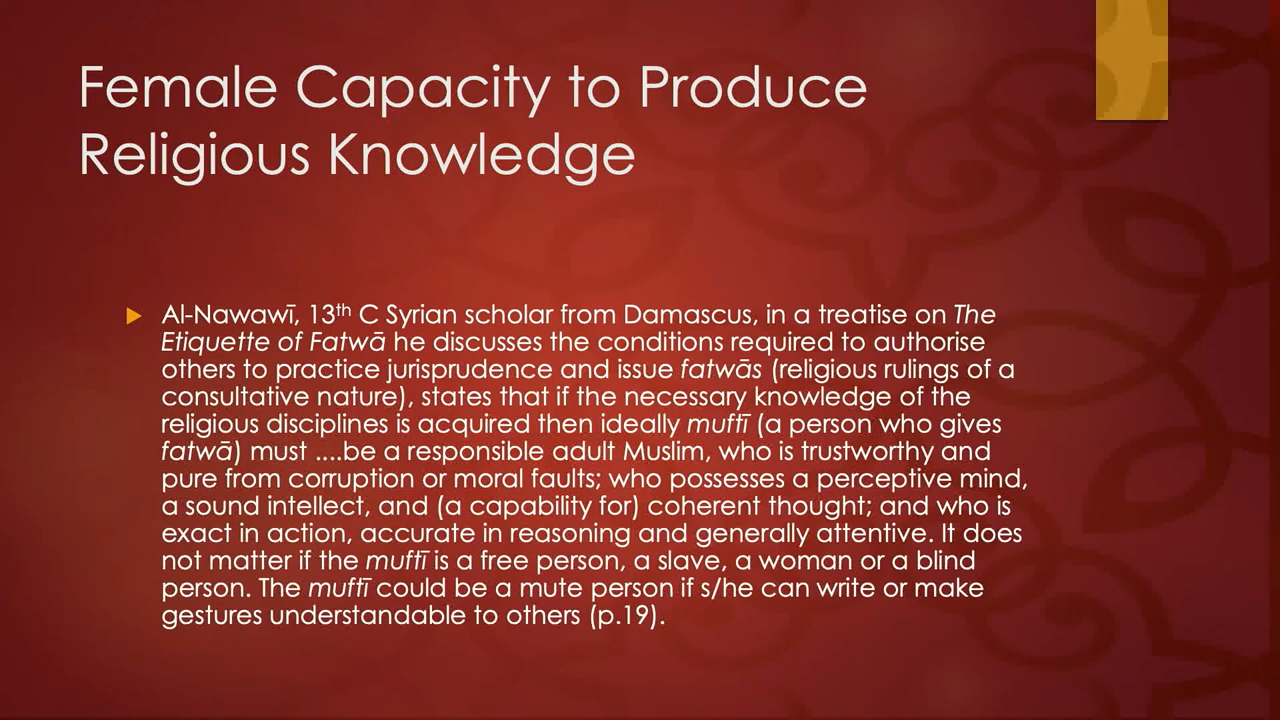 Female Capacity to Produce
Religious Knowledge
Al-Nawawī, 13th C Syrian scholar from Damascus, in a treatise on The
Etiquette of Fatwā he discusses the conditions required to authorise
others to practice jurisprudence and issue fatwās (religious rulings of a
consultative nature), states that if the necessary knowledge of the
religious disciplines is acquired then ideally muftī (a person who gives
fatwā) must ....be a responsible adult Muslim, who is trustworthy and
pure from corruption or moral faults; who possesses a perceptive mind,
a sound intellect, and (a capability for) coherent thought; and who is
exact in action, accurate in reasoning and generally attentive. It does
not matter if the muftī is a free person, a slave, a woman or a blind
person. The muftī could be a mute person if s/he can write or make
gestures understandable to others (p.19).